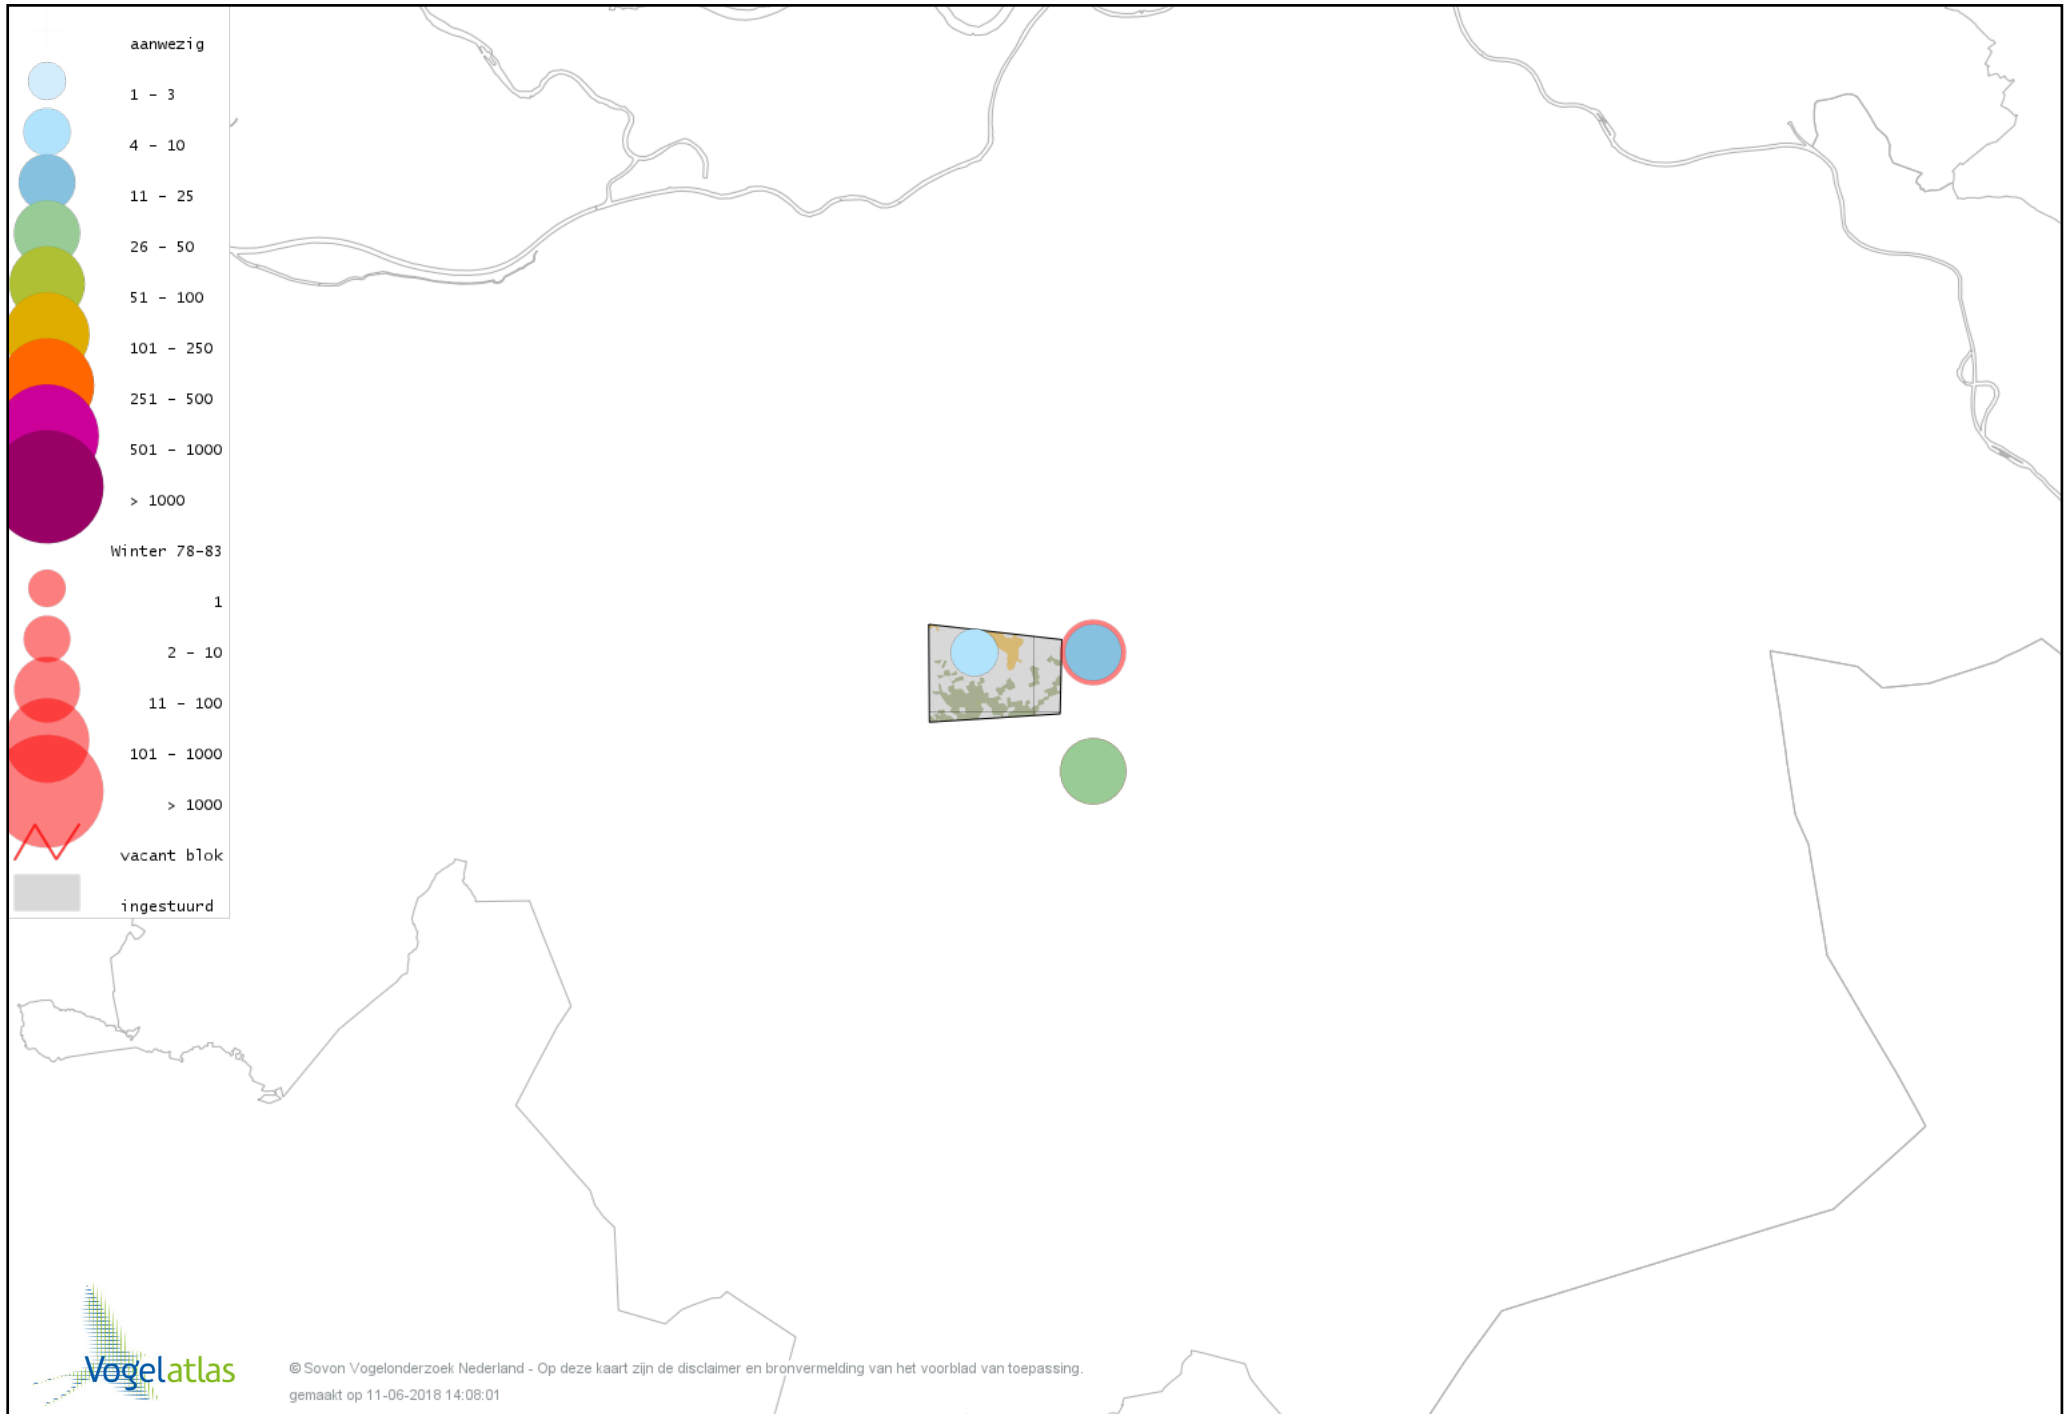 aanwezig
1 - 3
4 - 10
11 - 25
26 - 50
51 - 100
101 - 250
251 - 500
501 - 1000
> 1000
Winter 78-83
1
2 - 10
11 - 100
101 - 1000
> 1000
vacant blok
ingestuurd
Vogelatlas
© Sovon Vogelonderzoek Nederland - Op deze kaart zijn de disclaimer en bronvermelding van het voorblad van toepassing.
gemaakt op 11-06-2018 14:08:01